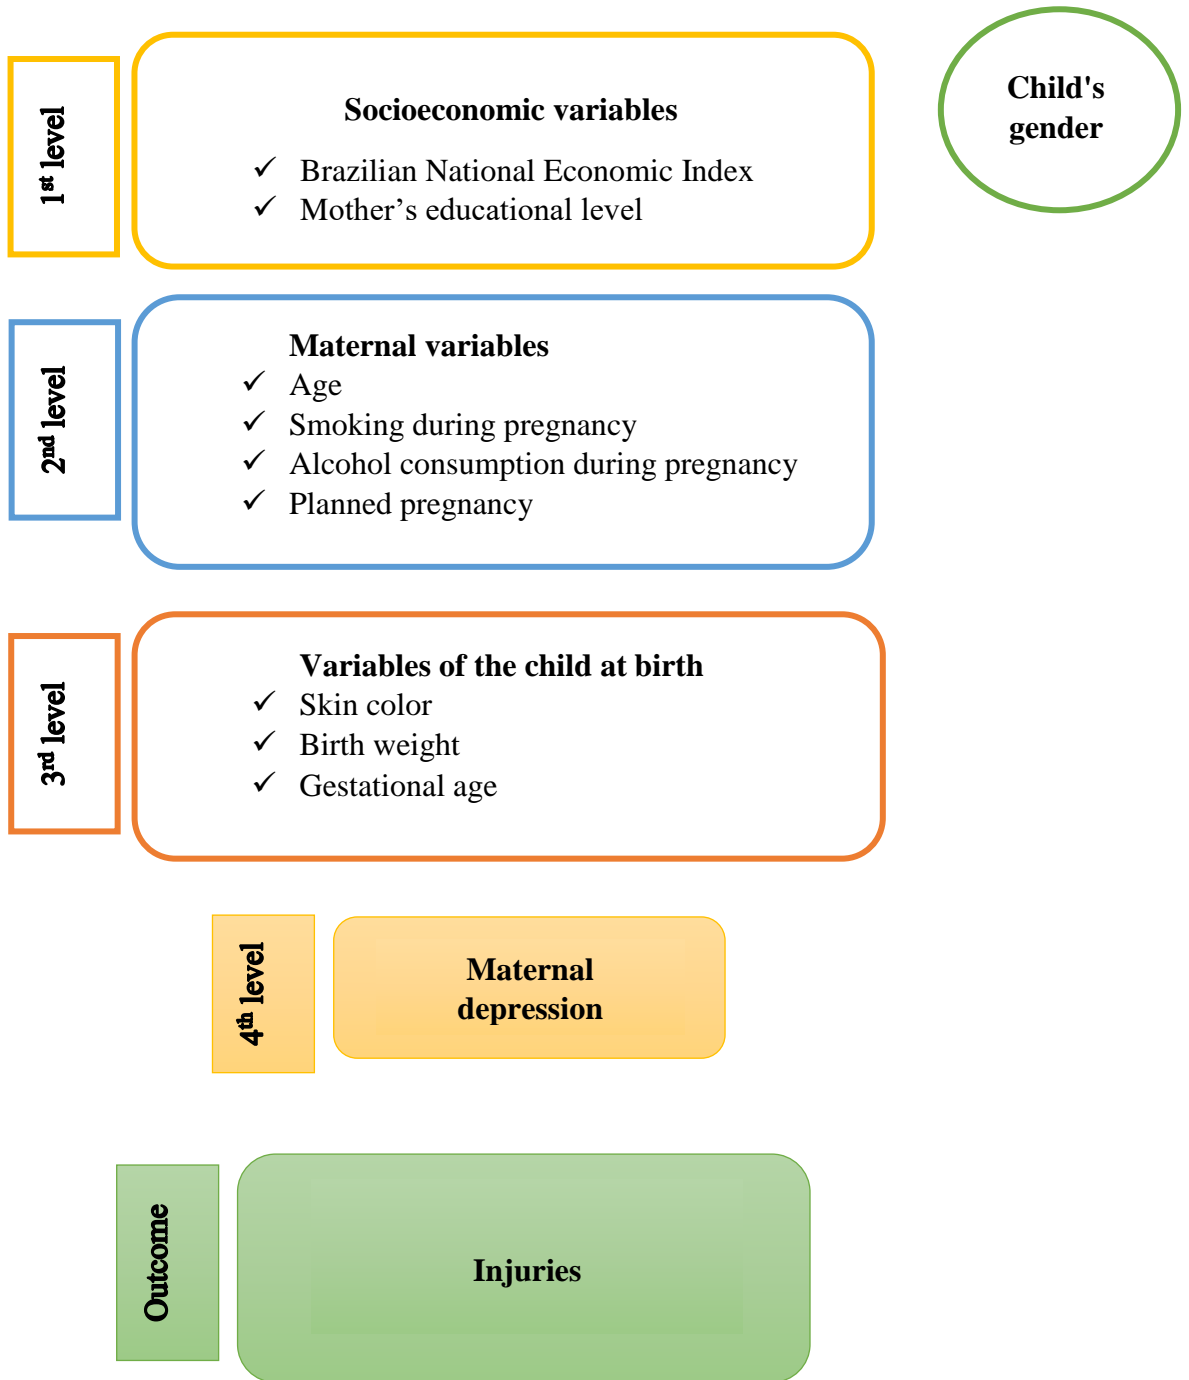 1st level
Socioeconomic variables
✓ Brazilian National Economic Index
✓ Mother’s educational level
Child's
gender
2nd level
Maternal variables
✓ Age
✓ Smoking during pregnancy
✓ Alcohol consumption during pregnancy
✓ Planned pregnancy
3rd level
Variables of the child at birth
✓ Skin color
✓ Birth weight
✓ Gestational age
4th level
Maternal
depression
Outcome
Injuries